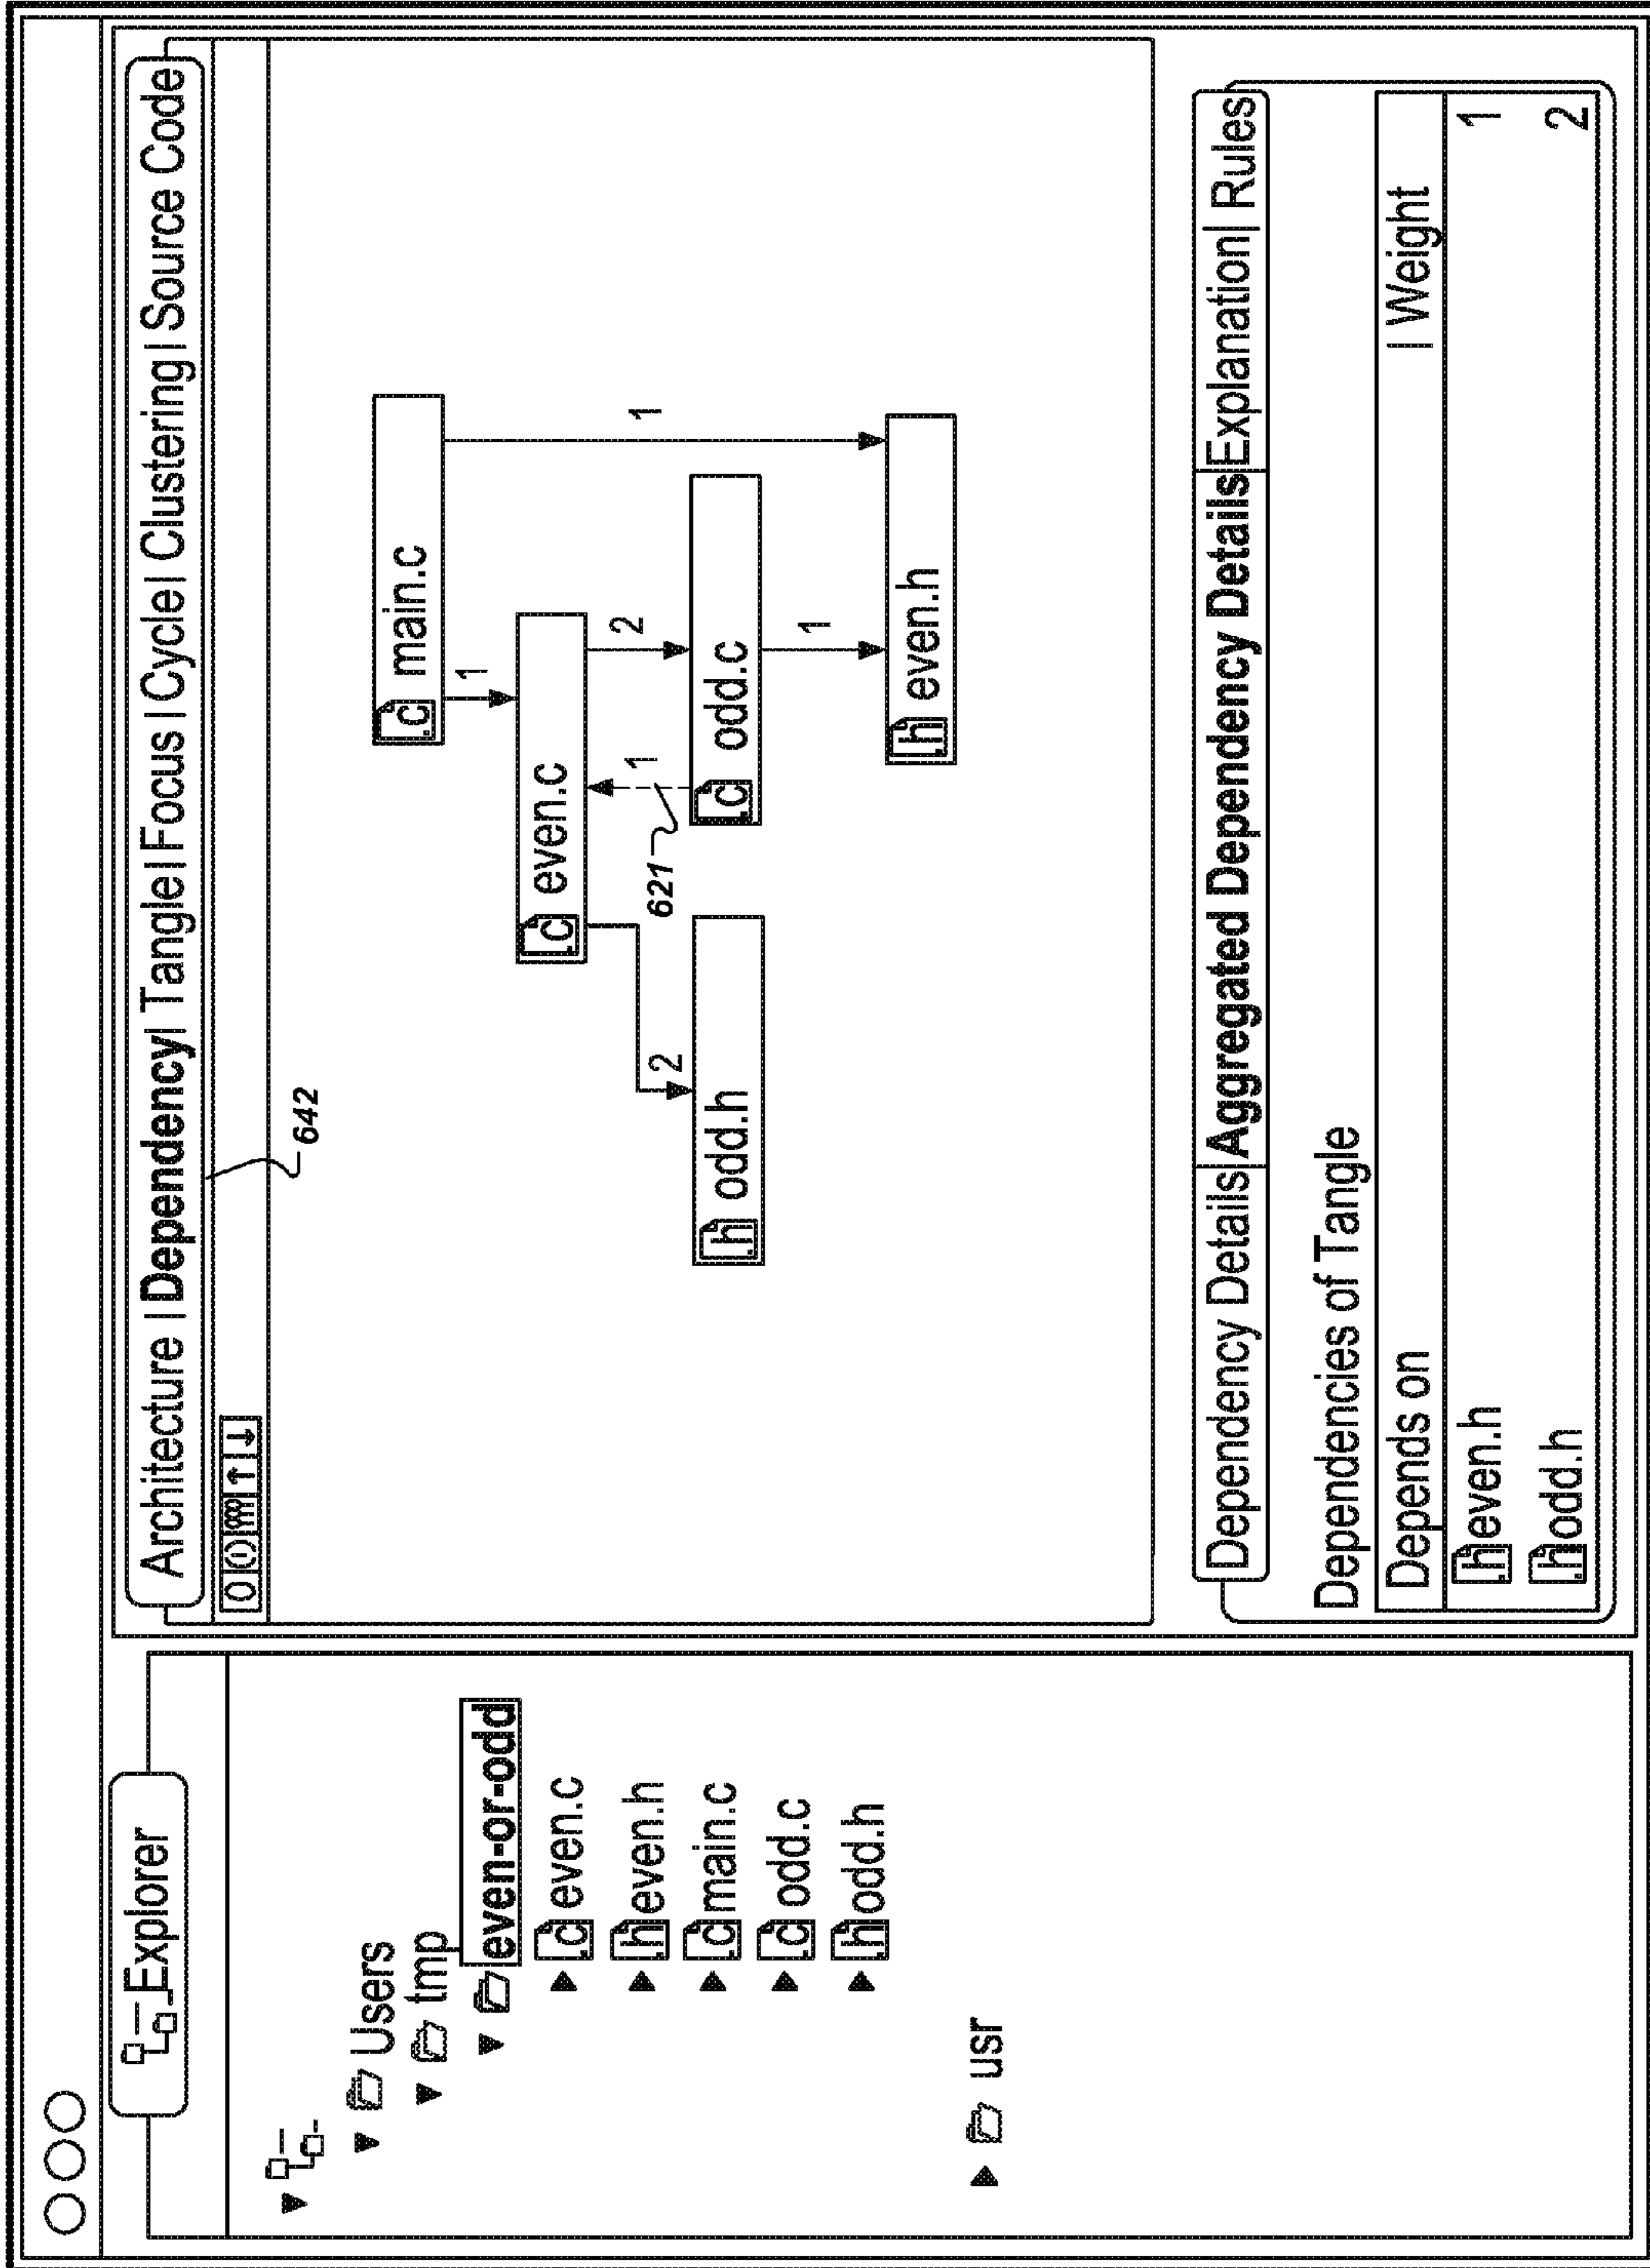 Explorer
Users
tmp
even-or-odd
.c even.c
.h even.h
.c main.c
.c odd.c
.h odd.h
usr
Architecture | Dependency | Tangle | Focus | Cycle | Clustering | Source Code
642
.c main.c
1
1
.c even.c
2
621
1
2
.h odd.h
.c odd.c
1
.h even.h
Dependency Details | Aggregated Dependency Details | Explanation | Rules
Dependencies of Tangle
Depends on | Weight
.h even.h 1
.h odd.h 2